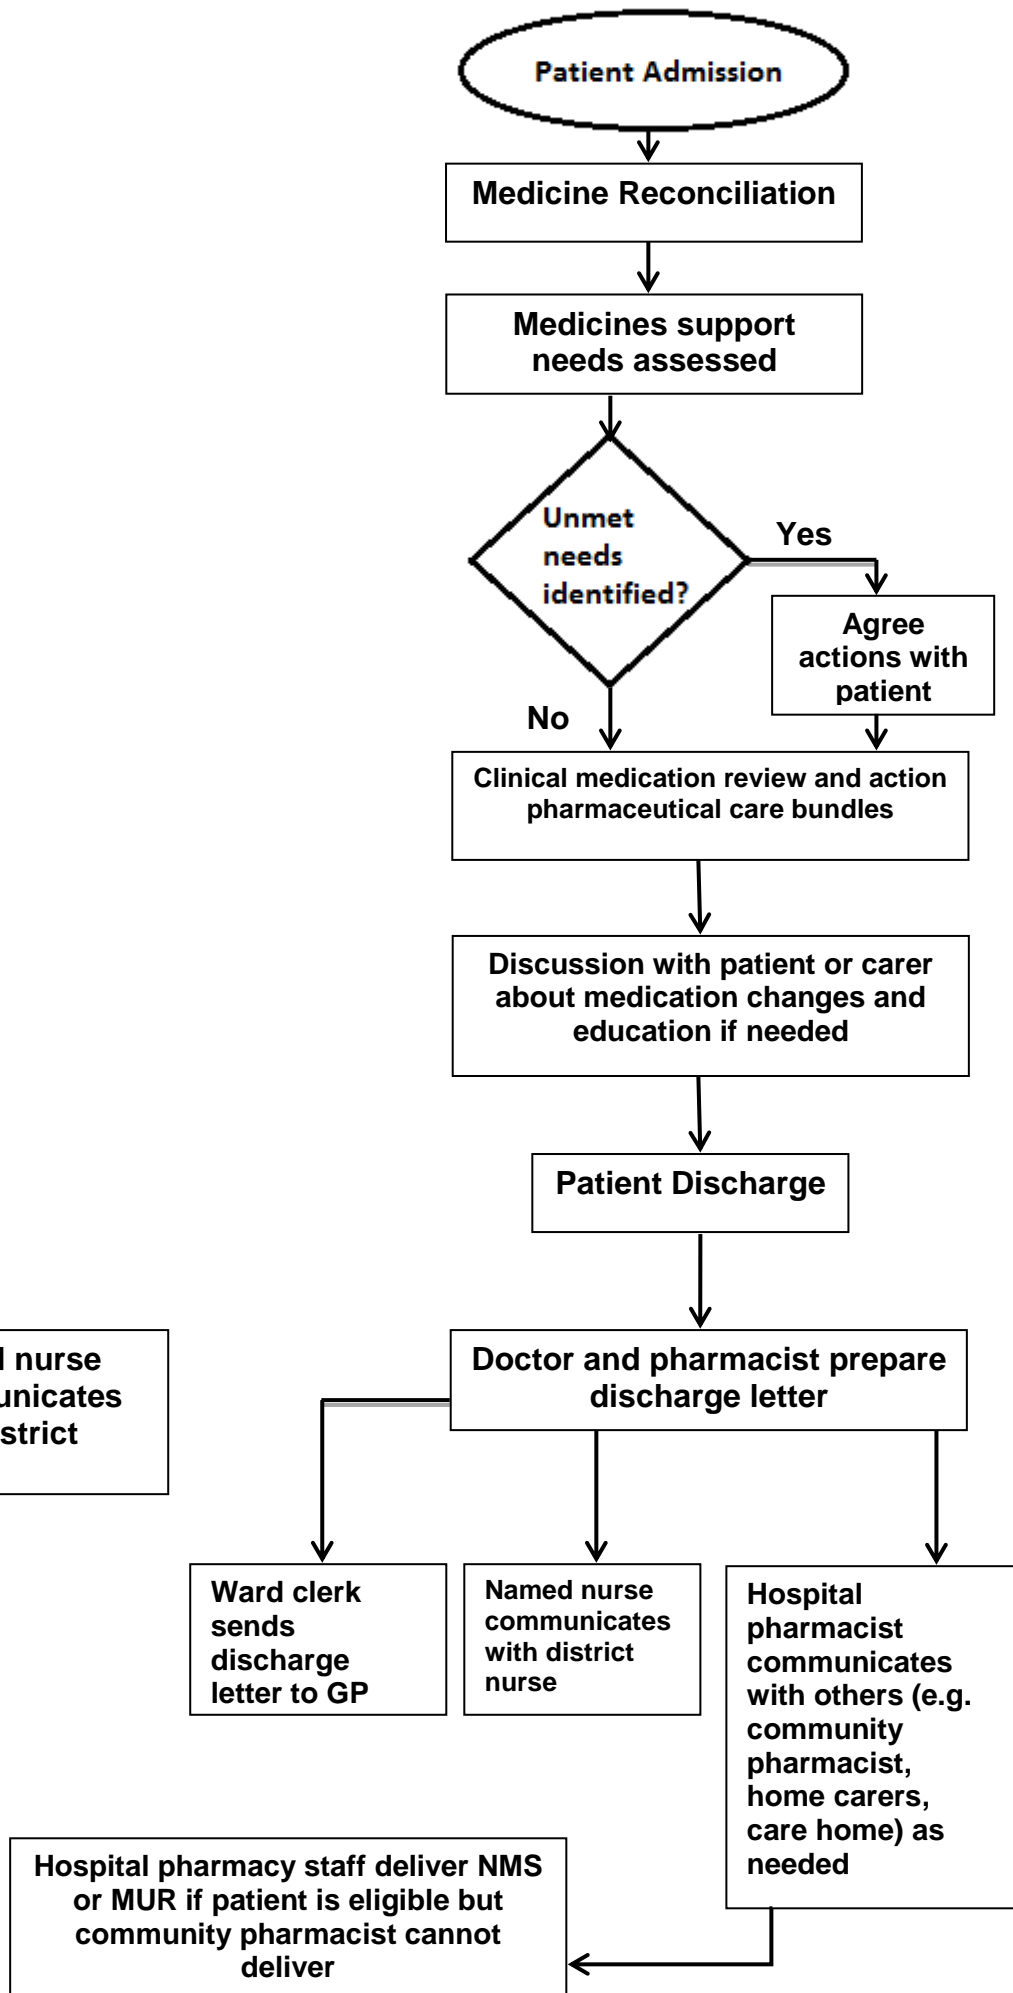 Patient Admission
Medicine Reconciliation
Medicines support
needs assessed
Unmet
needs
identified?
Yes
Agree
actions with
patient
No
Clinical medication review and action
pharmaceutical care bundles
Discussion with patient or carer
about medication changes and
education if needed
Patient Discharge
nurse
Doctor and pharmacist prepare
discharge letter
Ward clerk
sends
discharge
letter to GP
Named nurse
communicates
with district
nurse
Hospital
pharmacist
communicates
with others (e.g.
community
pharmacist,
home carers,
care home) as
needed
Hospital pharmacy staff deliver NMS
or MUR if patient is eligible but
community pharmacist cannot
deliver